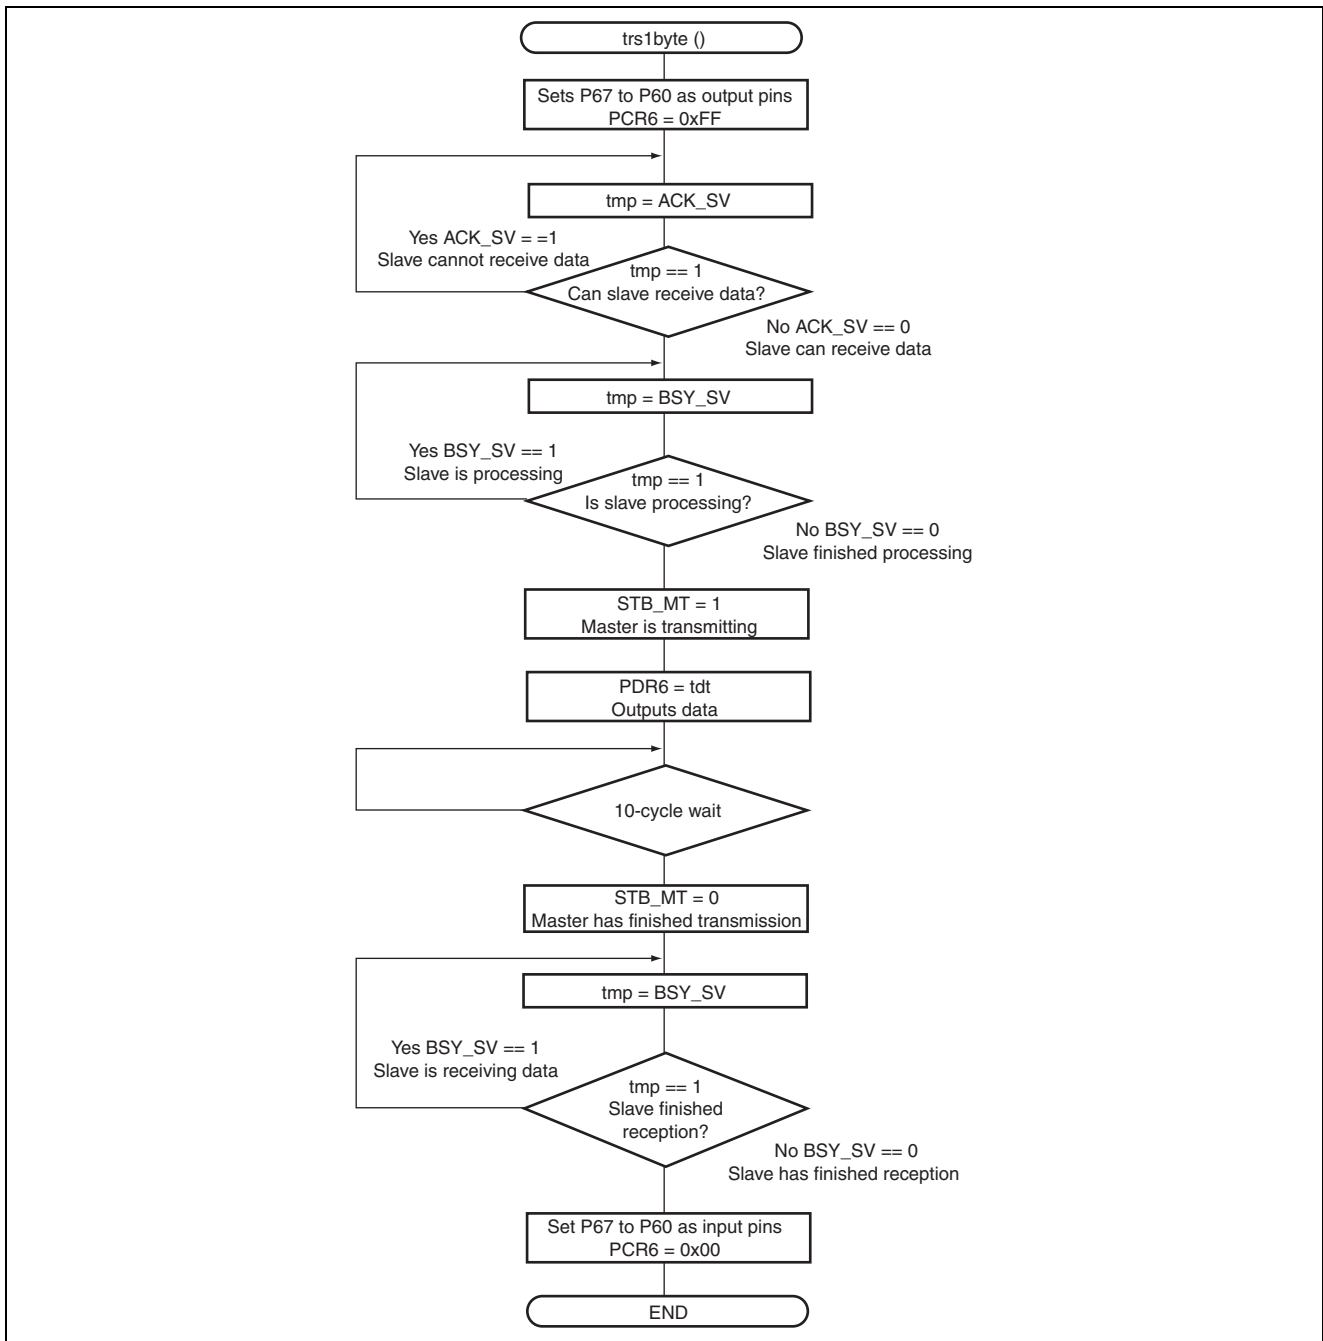 trs1byte ()
Sets P67 to P60 as output pins
PCR6 = 0xFF
tmp = ACK_SV
Yes ACK_SV = =1
Slave cannot receive data
tmp == 1
Can slave receive data?
No ACK_SV == 0
Slave can receive data
tmp = BSY_SV
Yes BSY_SV == 1
Slave is processing
tmp == 1
Is slave processing?
No BSY_SV == 0
Slave finished processing
STB_MT = 1
Master is transmitting
PDR6 = tdt
Outputs data
10-cycle wait
STB_MT = 0
Master has finished transmission
tmp = BSY_SV
Yes BSY_SV == 1
Slave is receiving data
tmp == 1
Slave finished
reception?
No BSY_SV == 0
Slave has finished reception
Set P67 to P60 as input pins
PCR6 = 0x00
END